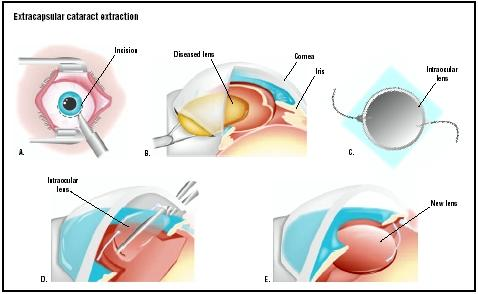 Extracapsular cataract extraction
Incision
A.
Diseased lens
Cornea
Iris
B.
Intraocular
lens
C.
Intraocular
lens
D.
New lens
E.